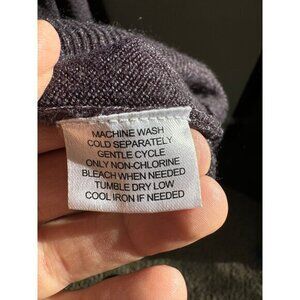 MACHINE WASH
COLD SEPARATELY
GENTLE CYCLE
ONLY NON-CHLORINE
BLEACH WHEN NEEDED
TUMBLE DRY LOW
COOL IRON IF NEEDED